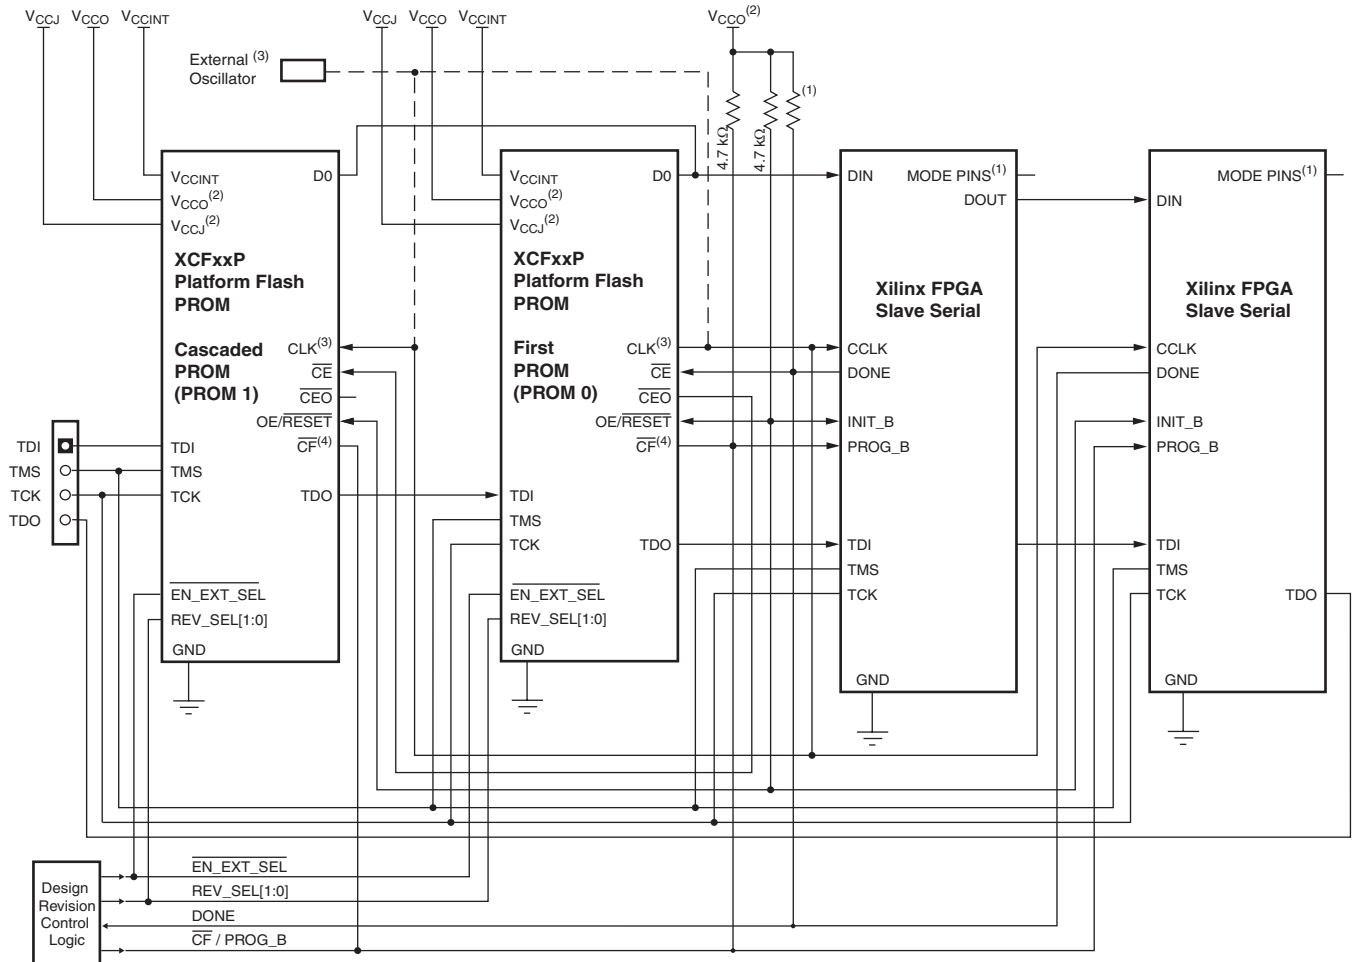 VCCJ VCCO VCCINT
VCCJ VCCO VCCINT
VCCO(2)
External (3)
Oscillator
(1)
4.7 kΩ
4.7 kΩ
VCCINT
VCCO(2)
VCCJ(2)
D0
XCFxxP
Platform Flash
PROM
Cascaded
PROM
(PROM 1)
CLK(3)
CE
CEO
OE/RESET
CF(4)
TDI
TMS
TCK
TDO
EN_EXT_SEL
REV_SEL[1:0]
GND
TDI
TMS
TCK
TDO
VCCINT
VCCO(2)
VCCJ(2)
D0
XCFxxP
Platform Flash
PROM
First
PROM
(PROM 0)
CLK(3)
CE
CEO
OE/RESET
CF(4)
TDI
TMS
TCK
TDO
EN_EXT_SEL
REV_SEL[1:0]
GND
DIN
MODE PINS(1)
DOUT
Xilinx FPGA
Slave Serial
CCLK
DONE
INIT_B
PROG_B
TDI
TMS
TCK
GND
MODE PINS(1)
DIN
Xilinx FPGA
Slave Serial
CCLK
DONE
INIT_B
PROG_B
TDI
TMS
TCK
TDO
GND
Design
Revision
Control
Logic
EN_EXT_SEL
REV_SEL[1:0]
DONE
CF / PROG_B